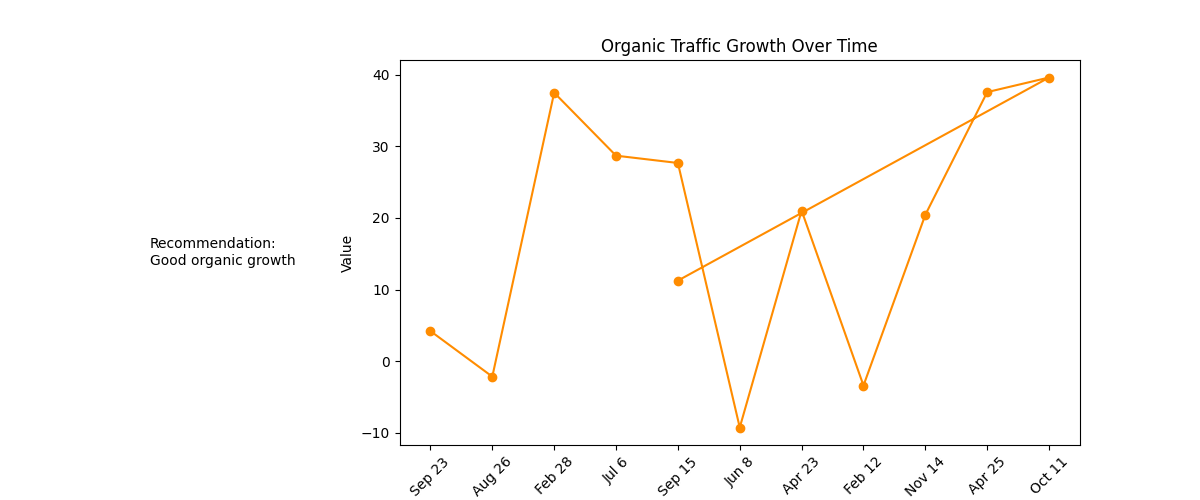 Organic Traffic Growth Over Time
Recommendation:
Good organic growth
Value
40
30
20
10
0
−10
Sep 23
Aug 26
Feb 28
Jul 6
Sep 15
Jun 8
Apr 23
Feb 12
Nov 14
Apr 25
Oct 11